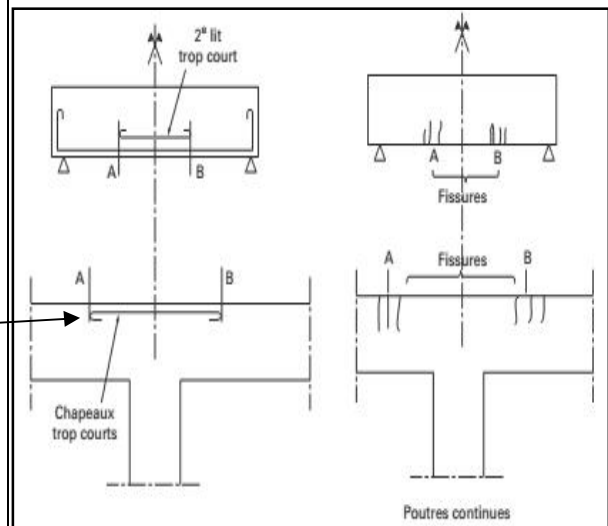 2ᵉ lit
trop court
A B
A B
Fissures
A B
Fissures
A B
Chapeaux
trop courts
Poutres continues